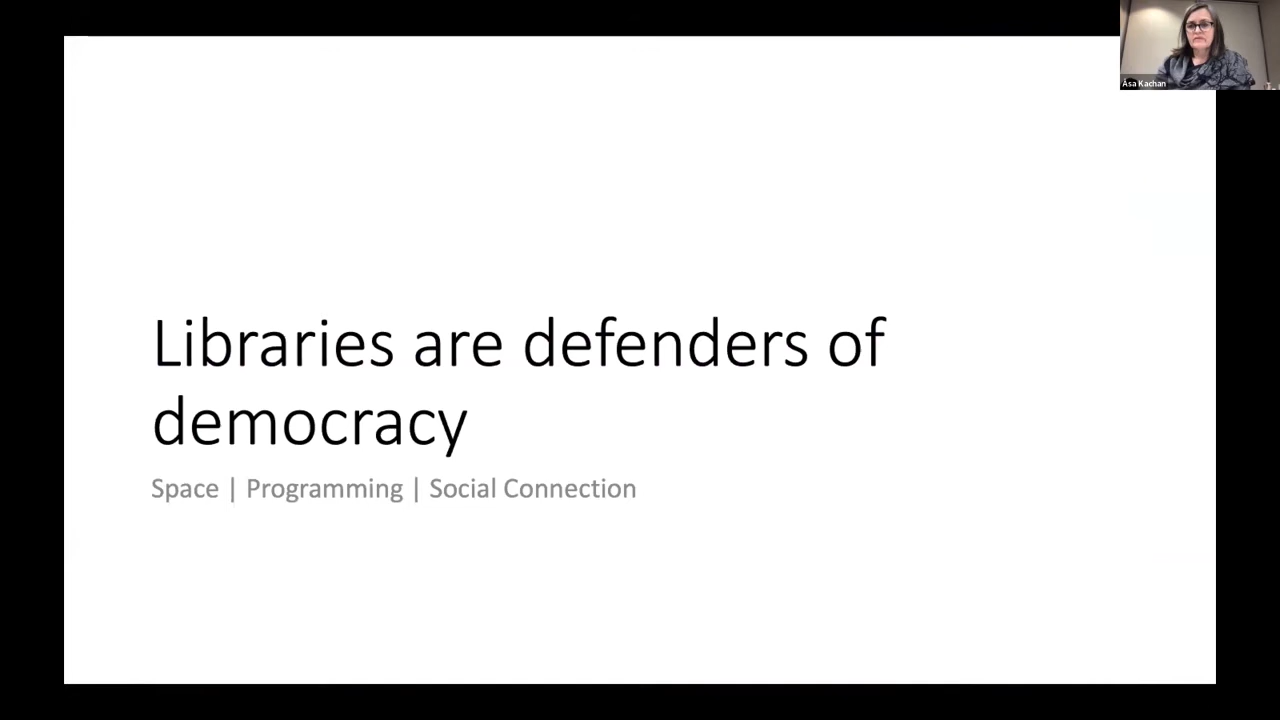 Åsa Kachan
Libraries are defenders of
democracy
Space | Programming | Social Connection